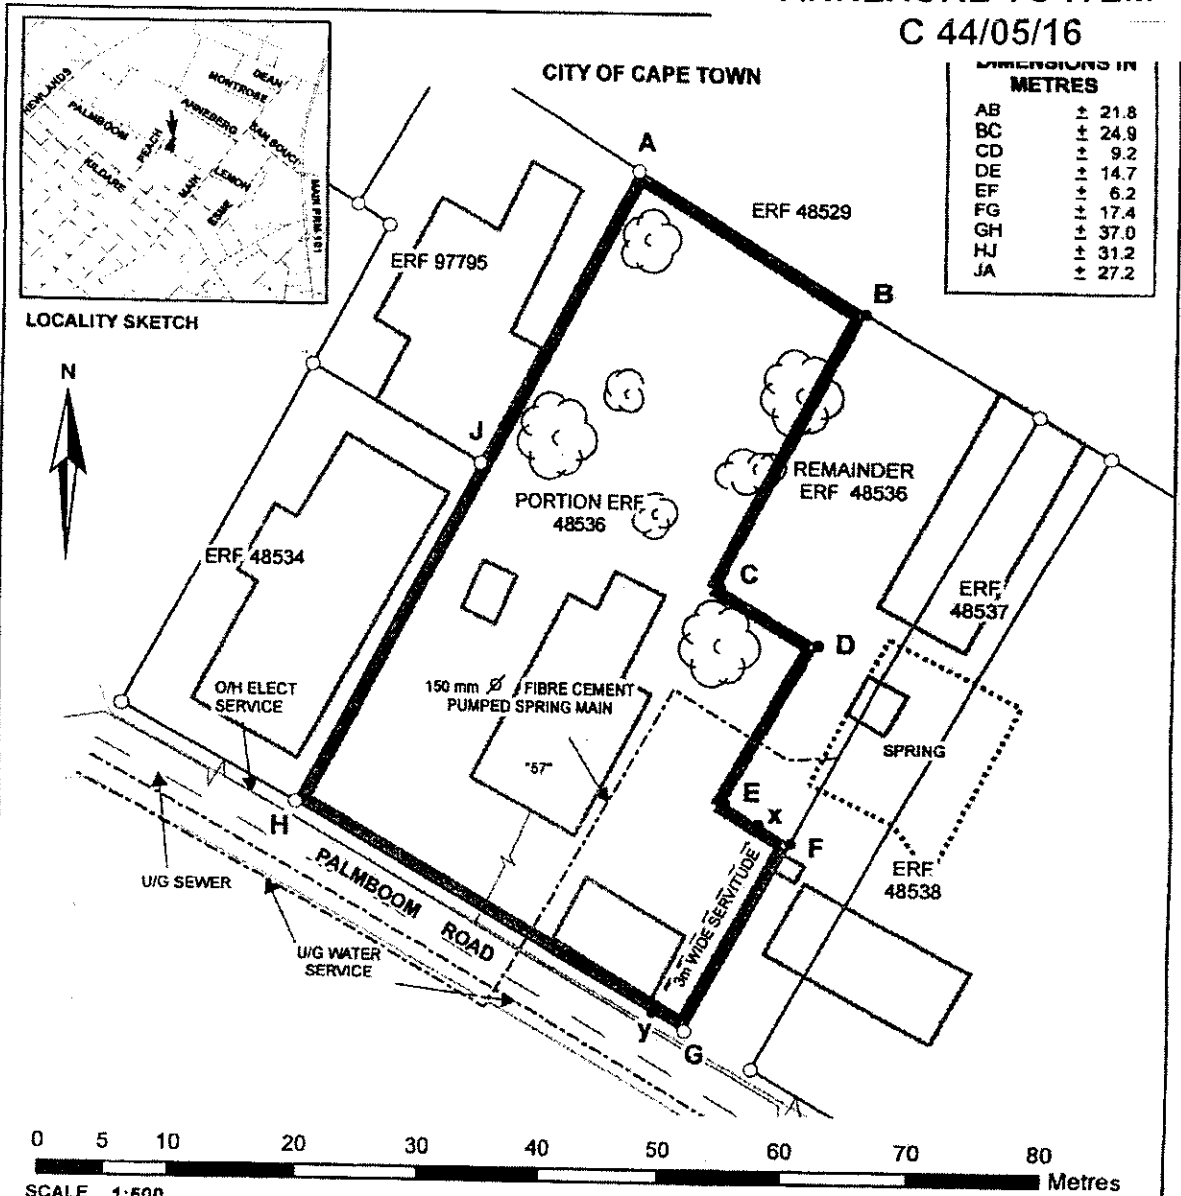 C 44/05/16
CITY OF CAPE TOWN
DIMENSIONS IN
METRES
AB ± 21.8
BC ± 24.9
CD ± 9.2
DE ± 14.7
EF ± 6.2
FG ± 17.4
GH ± 37.0
HJ ± 31.2
JA ± 27.2
NEWLANDS
PALMBOOM
PEACH
KILDARE
MONTROSE
DEAN
ANNEBERG
SAN SOUCI
MAIN
LEMON
ESME
LOCALITY SKETCH
N
A
ERF 48529
ERF 97795
B
J
REMAINDER
ERF 48536
PORTION ERF
48536
ERF 48534
C
ERF
48537
D
O/H ELECT
SERVICE
150 mm Ø FIBRE CEMENT
PUMPED SPRING MAIN
SPRING
"57"
E
x
F
H
ERF
48538
U/G SEWER
PALMBOOM ROAD
3m WIDE SERVITUDE
U/G WATER
SERVICE
y
G
0 5 10 20 30 40 50 60 70 80
Metres
SCALE 1:500